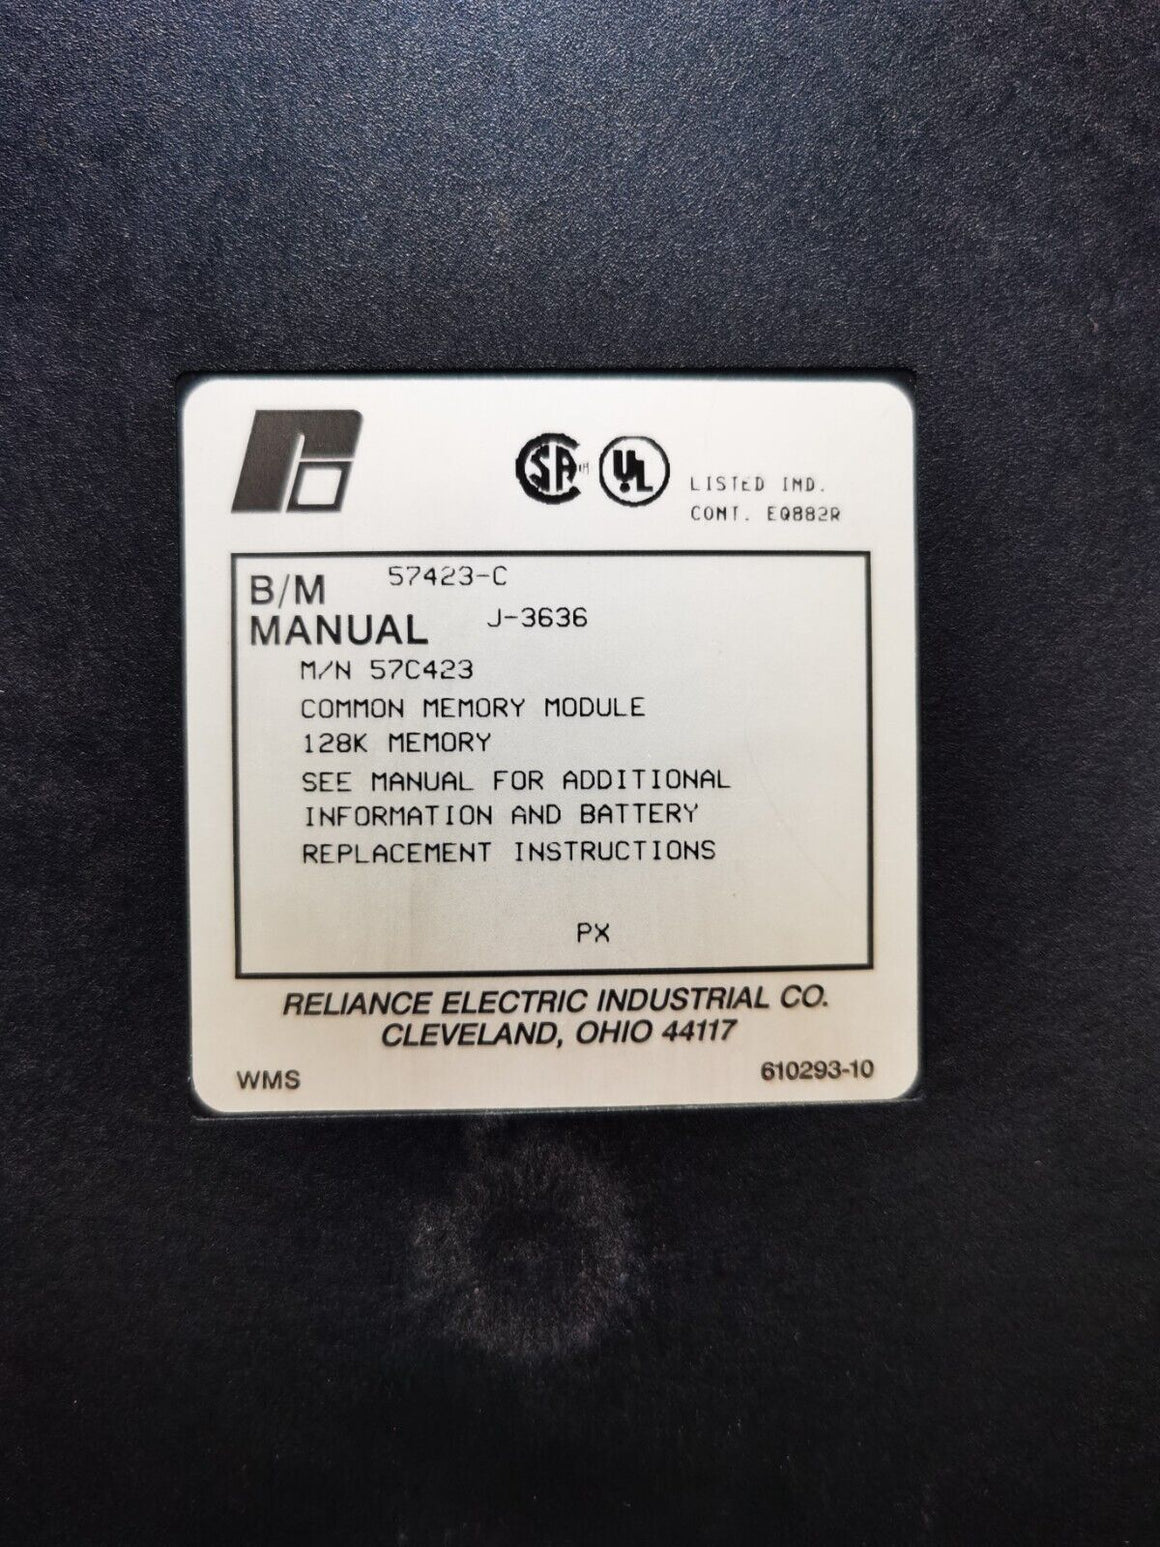 LISTED IND.
CONT. EQ882R
B/M 57423-C
MANUAL J-3636
M/N 57C423
COMMON MEMORY MODULE
128K MEMORY
SEE MANUAL FOR ADDITIONAL
INFORMATION AND BATTERY
REPLACEMENT INSTRUCTIONS
PX
RELIANCE ELECTRIC INDUSTRIAL CO.
CLEVELAND, OHIO 44117
WMS 610293-10